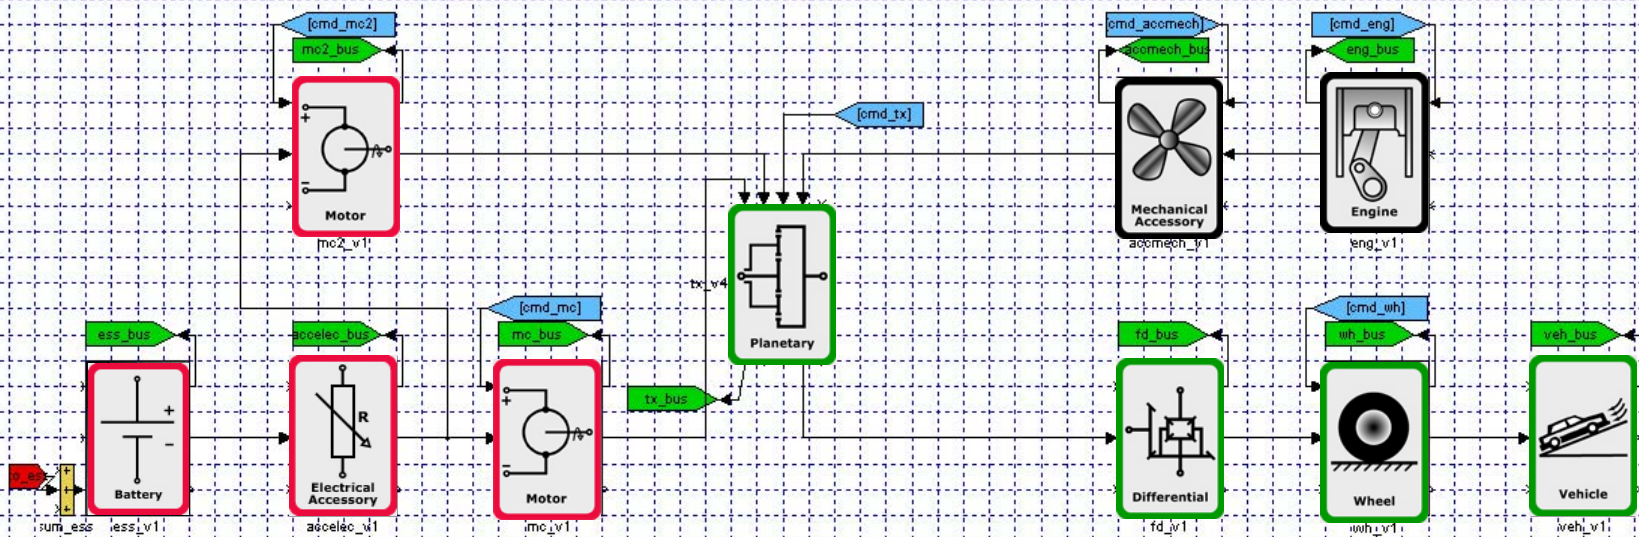 [cmd_mc2]
mc2_bus
+
−
Motor
mc2_v1
[cmd_tx]
tx_v4
Planetary
tx_bus
[cmd_accmech]
accmech_bus
Mechanical
Accessory
accmech_v1
[cmd_eng]
eng_bus
Engine
eng_v1
ess_bus
+
−
Battery
ess_v1
+
+
+
sum_ess
accelec_bus
R
Electrical
Accessory
accelec_v1
[cmd_mc]
mc_bus
+
−
Motor
mc_v1
fd_bus
Differential
fd_v1
[cmd_wh]
wh_bus
Wheel
wh_v1
veh_bus
Vehicle
veh_v1